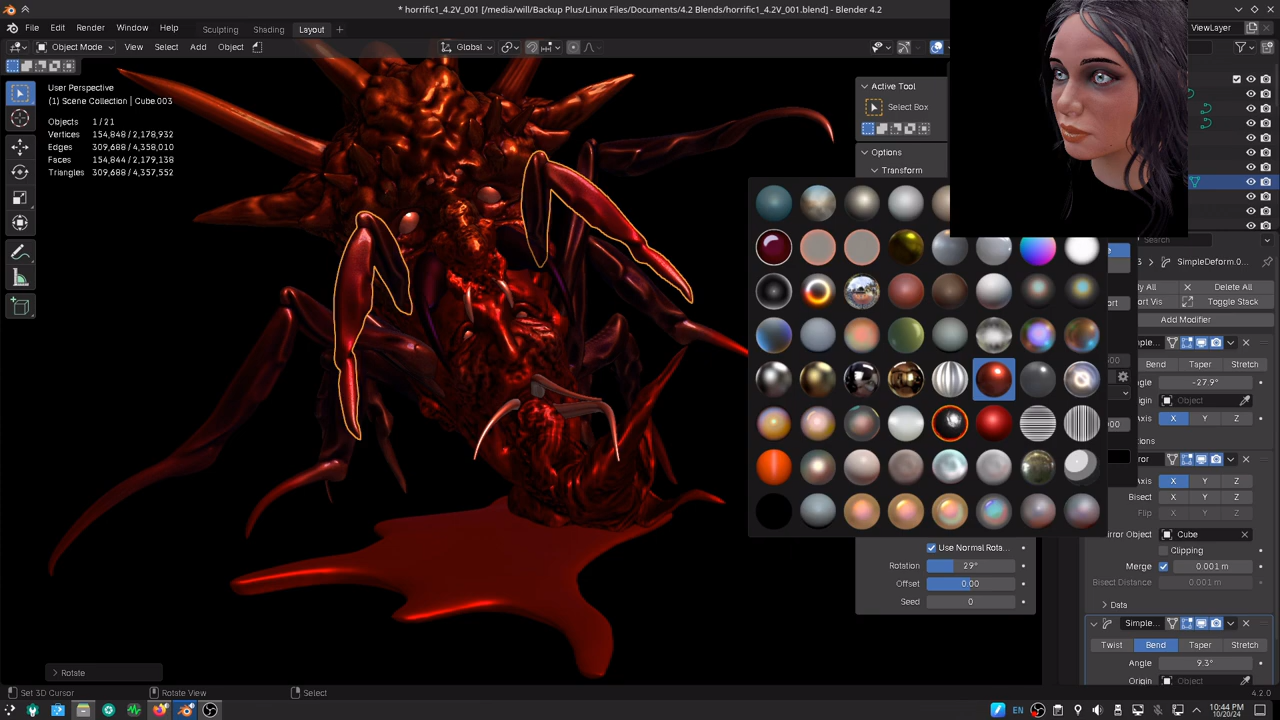 * horrific1_4.2V_001 [/media/will/Backup Plus/Linux Files/Documents/4.2 Blends/horrific1_4.2V_001.blend] - Blender 4.2
File Edit Render Window Help Sculpting Shading Layout + ViewLayer
Object Mode View Select Add Object Global
User Perspective
(1) Scene Collection | Cube.003
Objects 1 / 21
Vertices 154,848 / 2,178,932
Edges 309,688 / 4,358,010
Faces 154,844 / 2,179,138
Triangles 309,688 / 4,357,552
Active Tool
Select Box
Options
Transform
Search
SimpleDeform.0...
Delete All
Toggle Stack
Add Modifier
Bend Taper Stretch
-27.9°
Object
X Y Z
Axis X Y Z
Bisect X Y Z
Flip X Y Z
Cube
Clipping
Merge 0.001 m
Bisect Distance 0.001 m
Data
Simple...
Twist Bend Taper Stretch
Angle 9.3°
Origin Object
Use Normal Rota...
Rotation 29°
Offset 0.00
Seed 0
Rotate
Set 3D Cursor Rotate View Select 4.2.0
EN 10:44 PM
10/20/24